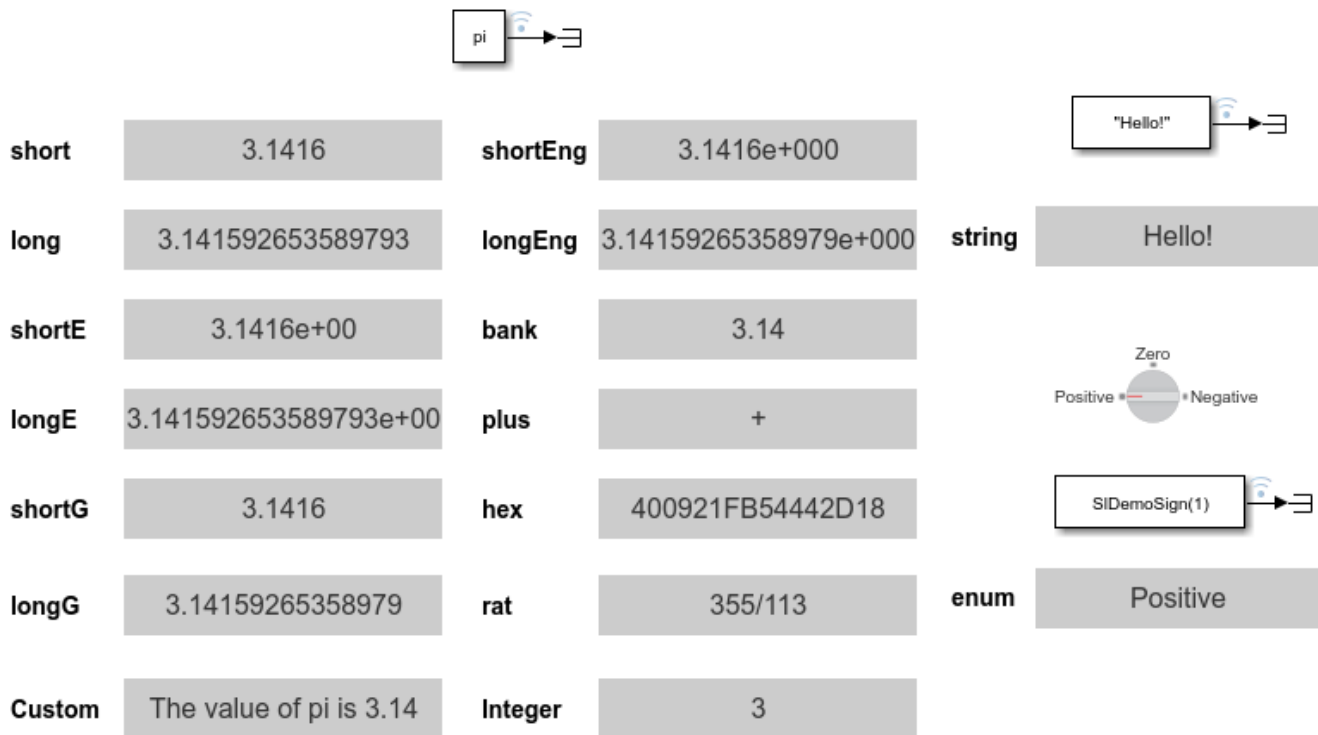 pi
"Hello!"
short 3.1416 shortEng 3.1416e+000
long 3.141592653589793 longEng 3.14159265358979e+000 string Hello!
shortE 3.1416e+00 bank 3.14
Zero
Positive Negative
longE 3.141592653589793e+00 plus +
shortG 3.1416 hex 400921FB54442D18 SlDemoSign(1)
longG 3.14159265358979 rat 355/113 enum Positive
Custom The value of pi is 3.14 Integer 3